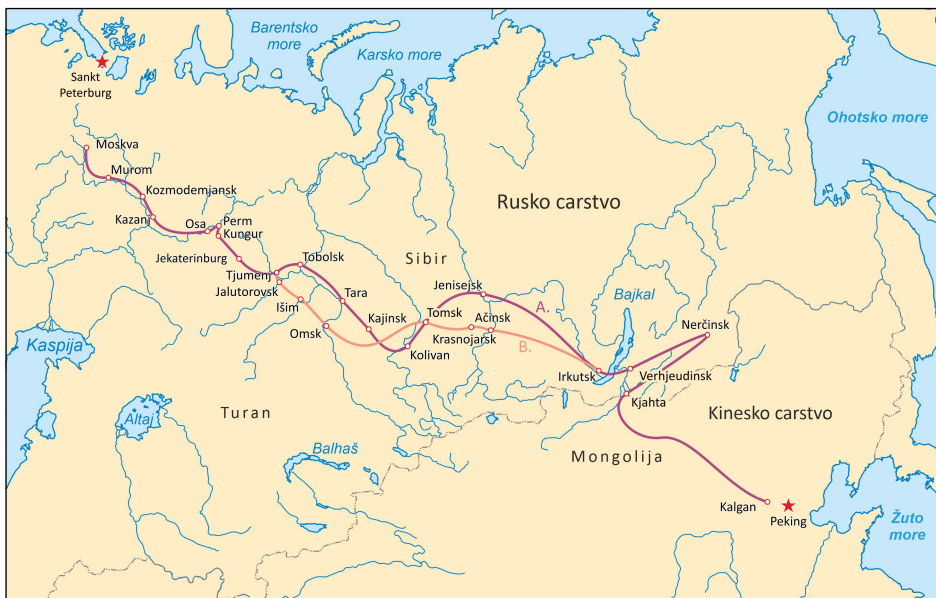 Barentsko
more
Karsko more
Sankt
Peterburg
Ohotsko more
Moskva
Murom
Kozmodemjansk
Rusko carstvo
Kazanj
Osa
Perm
Kungur
Jekaterinburg
Tobolsk
Sibir
Tjumenj
Jalutorovsk
Jenisejsk
Išim
Tara
Bajkal
A.
Tomsk
Ačinsk
Kajinsk
Nerčinsk
Omsk
Krasnojarsk
B.
Kaspija
Kolivan
Irkutsk
Verhjeudinsk
Kjahta
Altaj
Turan
Kinesko carstvo
Balhaš
Mongolija
Kalgan
Peking
Žuto
more